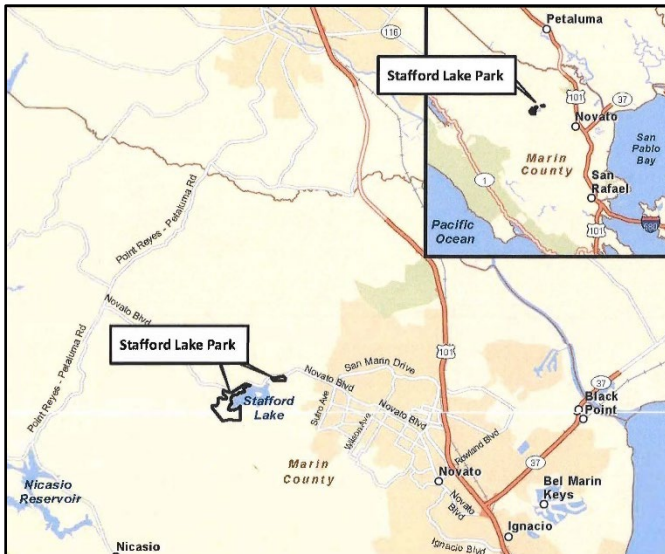 116
Point Reyes - Petaluma Rd
Novato Blvd
Point Reyes - Petaluma Rd
Stafford Lake Park
Stafford
Lake
Novato Blvd
San Marin Drive
Sutro Ave
Wilson Ave
Novato Blvd
Rowland Blvd
101
Marin
County
Novato
Novato
Blvd
Ignacio Blvd
Ignacio
37
37
Black
Point
Bel Marin
Keys
Nicasio
Reservoir
Nicasio
Petaluma
Stafford Lake Park
101
37
Novato
San
Pablo
Bay
Marin
County
San
Rafael
1
101
580
Pacific
Ocean